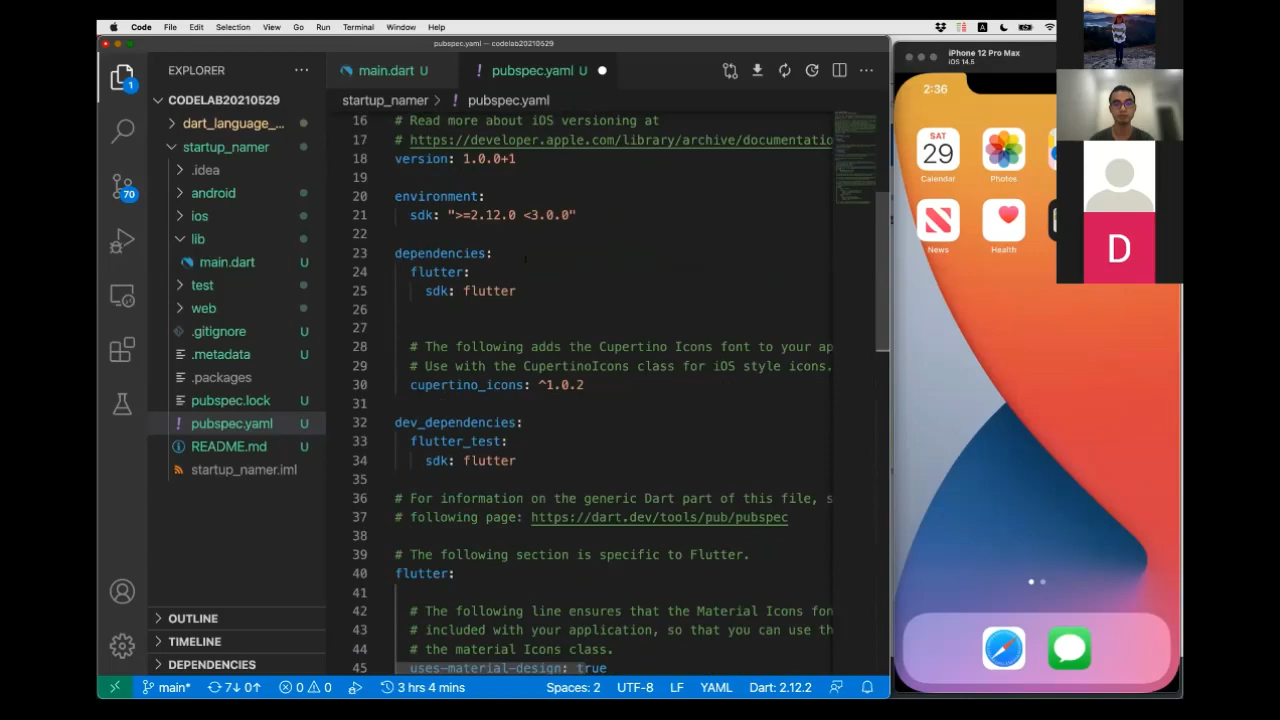 Code File Edit Selection View Go Run Terminal Window Help
pubspec.yaml — codelab20210529
EXPLORER
1
CODELAB20210529
dart_language_...
startup_namer
.idea
android
70
ios
lib
main.dart U
test
web
.gitignore U
.metadata U
.packages
pubspec.lock U
! pubspec.yaml U
README.md U
startup_namer.iml
OUTLINE
TIMELINE
DEPENDENCIES
main.dart U
! pubspec.yaml U
startup_namer > ! pubspec.yaml
16 # Read more about iOS versioning at
17 # https://developer.apple.com/library/archive/documentatio
18 version: 1.0.0+1
19
20 environment:
21 sdk: ">=2.12.0 <3.0.0"
22
23 dependencies:
24 flutter:
25 sdk: flutter
26
27
28 # The following adds the Cupertino Icons font to your ap
29 # Use with the CupertinoIcons class for iOS style icons.
30 cupertino_icons: ^1.0.2
31
32 dev_dependencies:
33 flutter_test:
34 sdk: flutter
35
36 # For information on the generic Dart part of this file, s
37 # following page: https://dart.dev/tools/pub/pubspec
38
39 # The following section is specific to Flutter.
40 flutter:
41
42 # The following line ensures that the Material Icons fon
43 # included with your application, so that you can use th
44 # the material Icons class.
45 uses-material-design: true
main* 7↓ 0↑ 0 0 3 hrs 4 mins Spaces: 2 UTF-8 LF YAML Dart: 2.12.2
A
iPhone 12 Pro Max
iOS 14.5
2:36
SAT
29
Calendar Photos
News Health
D